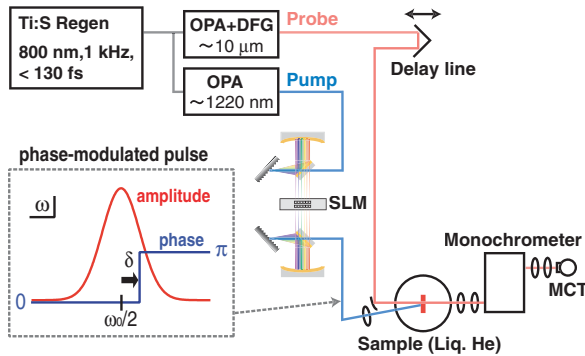 Ti:S Regen
800 nm,1 kHz,
< 130 fs
OPA+DFG
~10 μm
Probe
OPA
~1220 nm
Pump
Delay line
phase-modulated pulse
ω
amplitude
phase
π
δ
0
ω₀/2
SLM
Monochrometer
MCT
Sample (Liq. He)